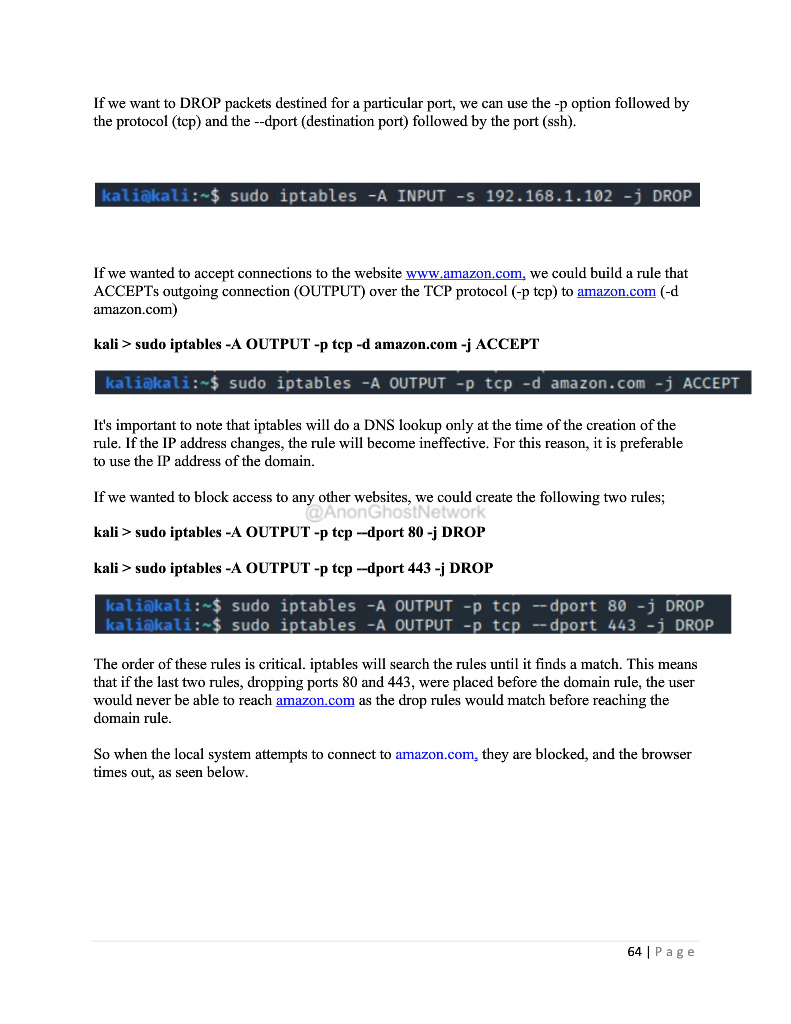 If we want to DROP packets destined for a particular port, we can use the -p option followed by
the protocol (tcp) and the --dport (destination port) followed by the port (ssh).
kali@kali:~$ sudo iptables -A INPUT -s 192.168.1.102 -j DROP
If we wanted to accept connections to the website www.amazon.com, we could build a rule that
ACCEPTs outgoing connection (OUTPUT) over the TCP protocol (-p tcp) to amazon.com (-d
amazon.com)
kali > sudo iptables -A OUTPUT -p tcp -d amazon.com -j ACCEPT
kali@kali:~$ sudo iptables -A OUTPUT -p tcp -d amazon.com -j ACCEPT
It's important to note that iptables will do a DNS lookup only at the time of the creation of the
rule. If the IP address changes, the rule will become ineffective. For this reason, it is preferable
to use the IP address of the domain.
If we wanted to block access to any other websites, we could create the following two rules;
@AnonGhostNetwork
kali > sudo iptables -A OUTPUT -p tcp --dport 80 -j DROP
kali > sudo iptables -A OUTPUT -p tcp --dport 443 -j DROP
kali@kali:~$ sudo iptables -A OUTPUT -p tcp --dport 80 -j DROP
kali@kali:~$ sudo iptables -A OUTPUT -p tcp --dport 443 -j DROP
The order of these rules is critical. iptables will search the rules until it finds a match. This means
that if the last two rules, dropping ports 80 and 443, were placed before the domain rule, the user
would never be able to reach amazon.com as the drop rules would match before reaching the
domain rule.
So when the local system attempts to connect to amazon.com, they are blocked, and the browser
times out, as seen below.
64 | P a g e